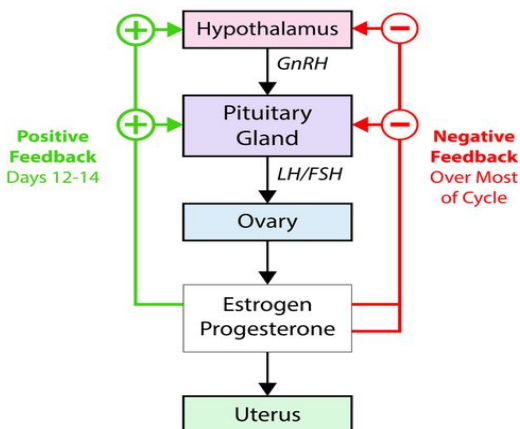 Hypothalamus
GnRH
Pituitary
Gland
Positive
Feedback
Days 12-14
Negative
Feedback
Over Most
of Cycle
LH/FSH
Ovary
Estrogen
Progesterone
Uterus